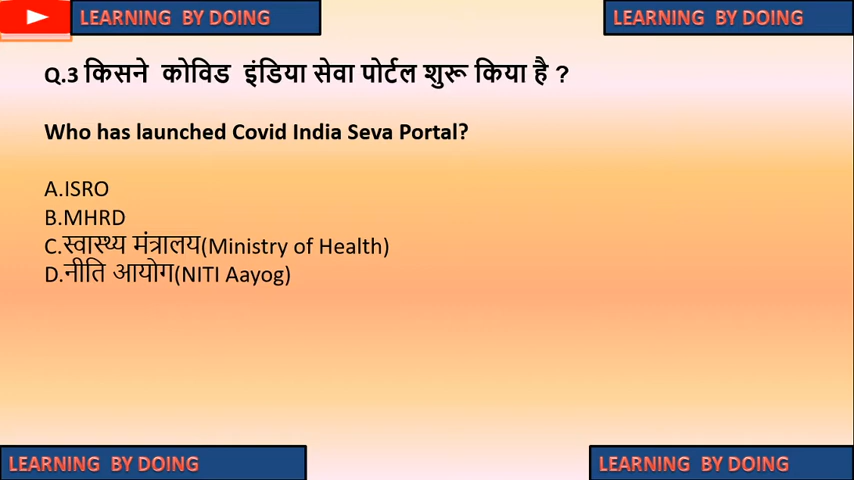 LEARNING BY DOING
LEARNING BY DOING
Q.3 किसने कोविड इंडिया सेवा पोर्टल शुरू किया है ?
Who has launched Covid India Seva Portal?
A.ISRO
B.MHRD
C.स्वास्थ्य मंत्रालय(Ministry of Health)
D.नीति आयोग(NITI Aayog)
LEARNING BY DOING
LEARNING BY DOING